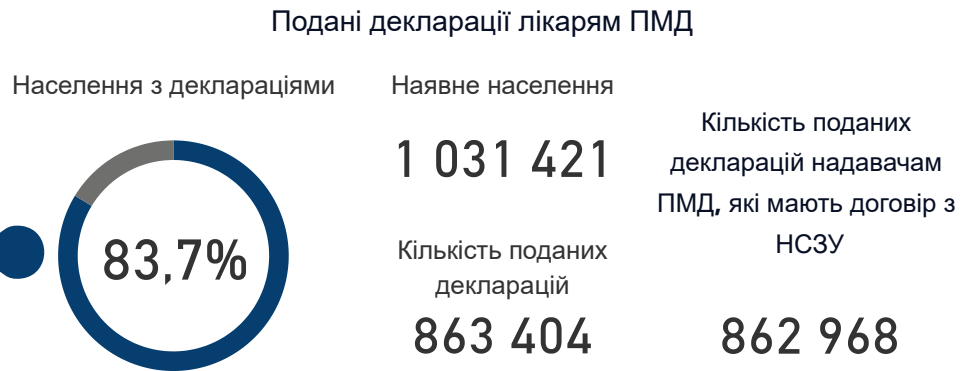 Подані декларації лікарям ПМД
Населення з деклараціями
83,7%
Наявне населення
1 031 421
Кількість поданих
декларацій
863 404
Кількість поданих
декларацій надавачам
ПМД, які мають договір з
НСЗУ
862 968